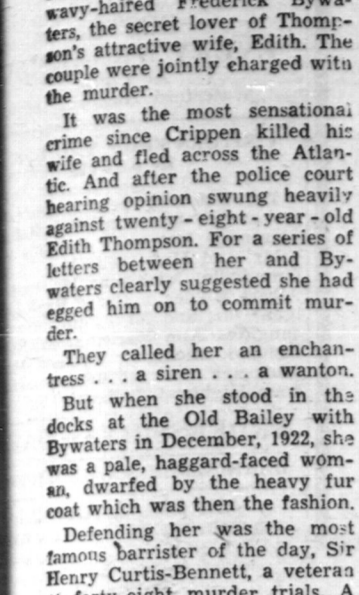 wavy-haired Frederick Bywa-
ters, the secret lover of Thomp-
son's attractive wife, Edith. The
couple were jointly charged with
the murder.
It was the most sensational
crime since Crippen killed his
wife and fled across the Atlan-
tic. And after the police court
hearing opinion swung heavily
against twenty-eight-year-old
Edith Thompson. For a series of
letters between her and By-
waters clearly suggested she had
egged him on to commit mur-
der.
They called her an enchan-
tress . . . a siren . . . a wanton.
But when she stood in the
docks at the Old Bailey with
Bywaters in December, 1922, she
was a pale, haggard-faced wom-
an, dwarfed by the heavy fur
coat which was then the fashion.
Defending her was the most
famous barrister of the day, Sir
Henry Curtis-Bennett, a veteran
forty-eight murder trials. A